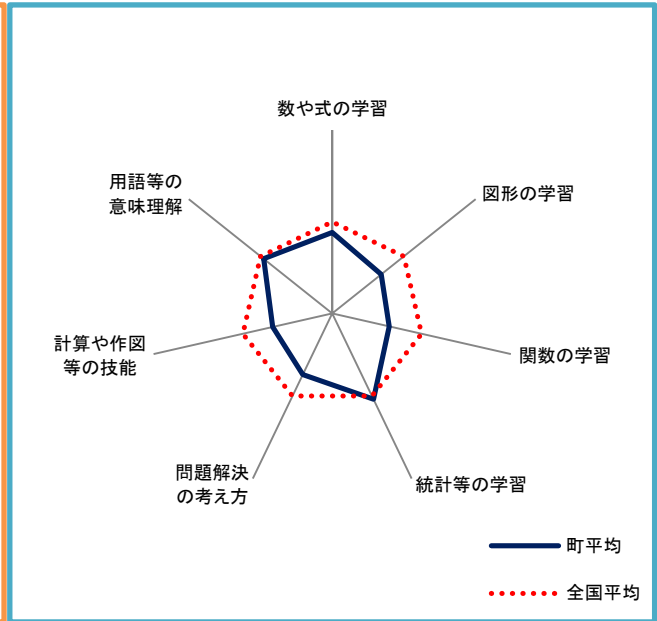 数や式の学習
図形の学習
関数の学習
統計等の学習
問題解決
の考え方
計算や作図
等の技能
用語等の
意味理解
町平均
全国平均